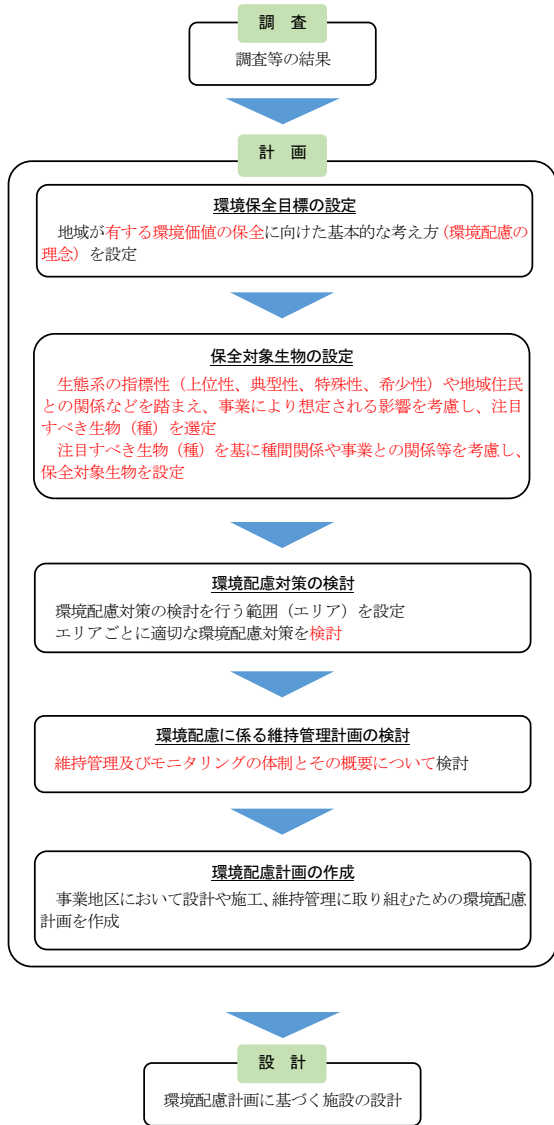 調　査
調査等の結果
計　画
環境保全目標の設定
地域が有する環境価値の保全に向けた基本的な考え方（環境配慮の
理念）を設定
保全対象生物の設定
生態系の指標性（上位性、典型性、特殊性、希少性）や地域住民
との関係などを踏まえ、事業により想定される影響を考慮し、注目
すべき生物（種）を選定
注目すべき生物（種）を基に種間関係や事業との関係等を考慮し、
保全対象生物を設定
環境配慮対策の検討
環境配慮対策の検討を行う範囲（エリア）を設定
エリアごとに適切な環境配慮対策を検討
環境配慮に係る維持管理計画の検討
維持管理及びモニタリングの体制とその概要について検討
環境配慮計画の作成
事業地区において設計や施工、維持管理に取り組むための環境配慮
計画を作成
設　計
環境配慮計画に基づく施設の設計